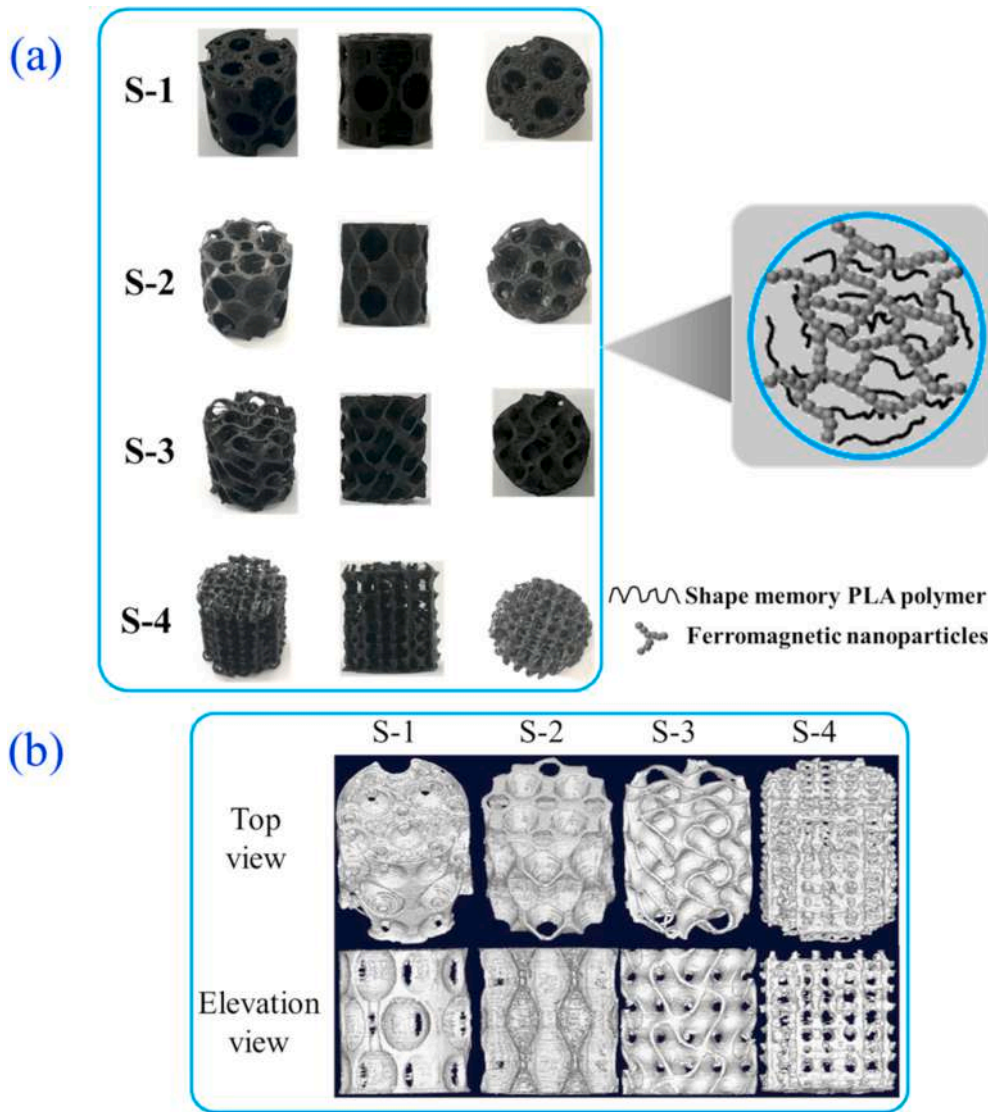 (a)
S-1
S-2
S-3
S-4
Shape memory PLA polymer
Ferromagnetic nanoparticles
(b)
S-1 S-2 S-3 S-4
Top
view
Elevation
view